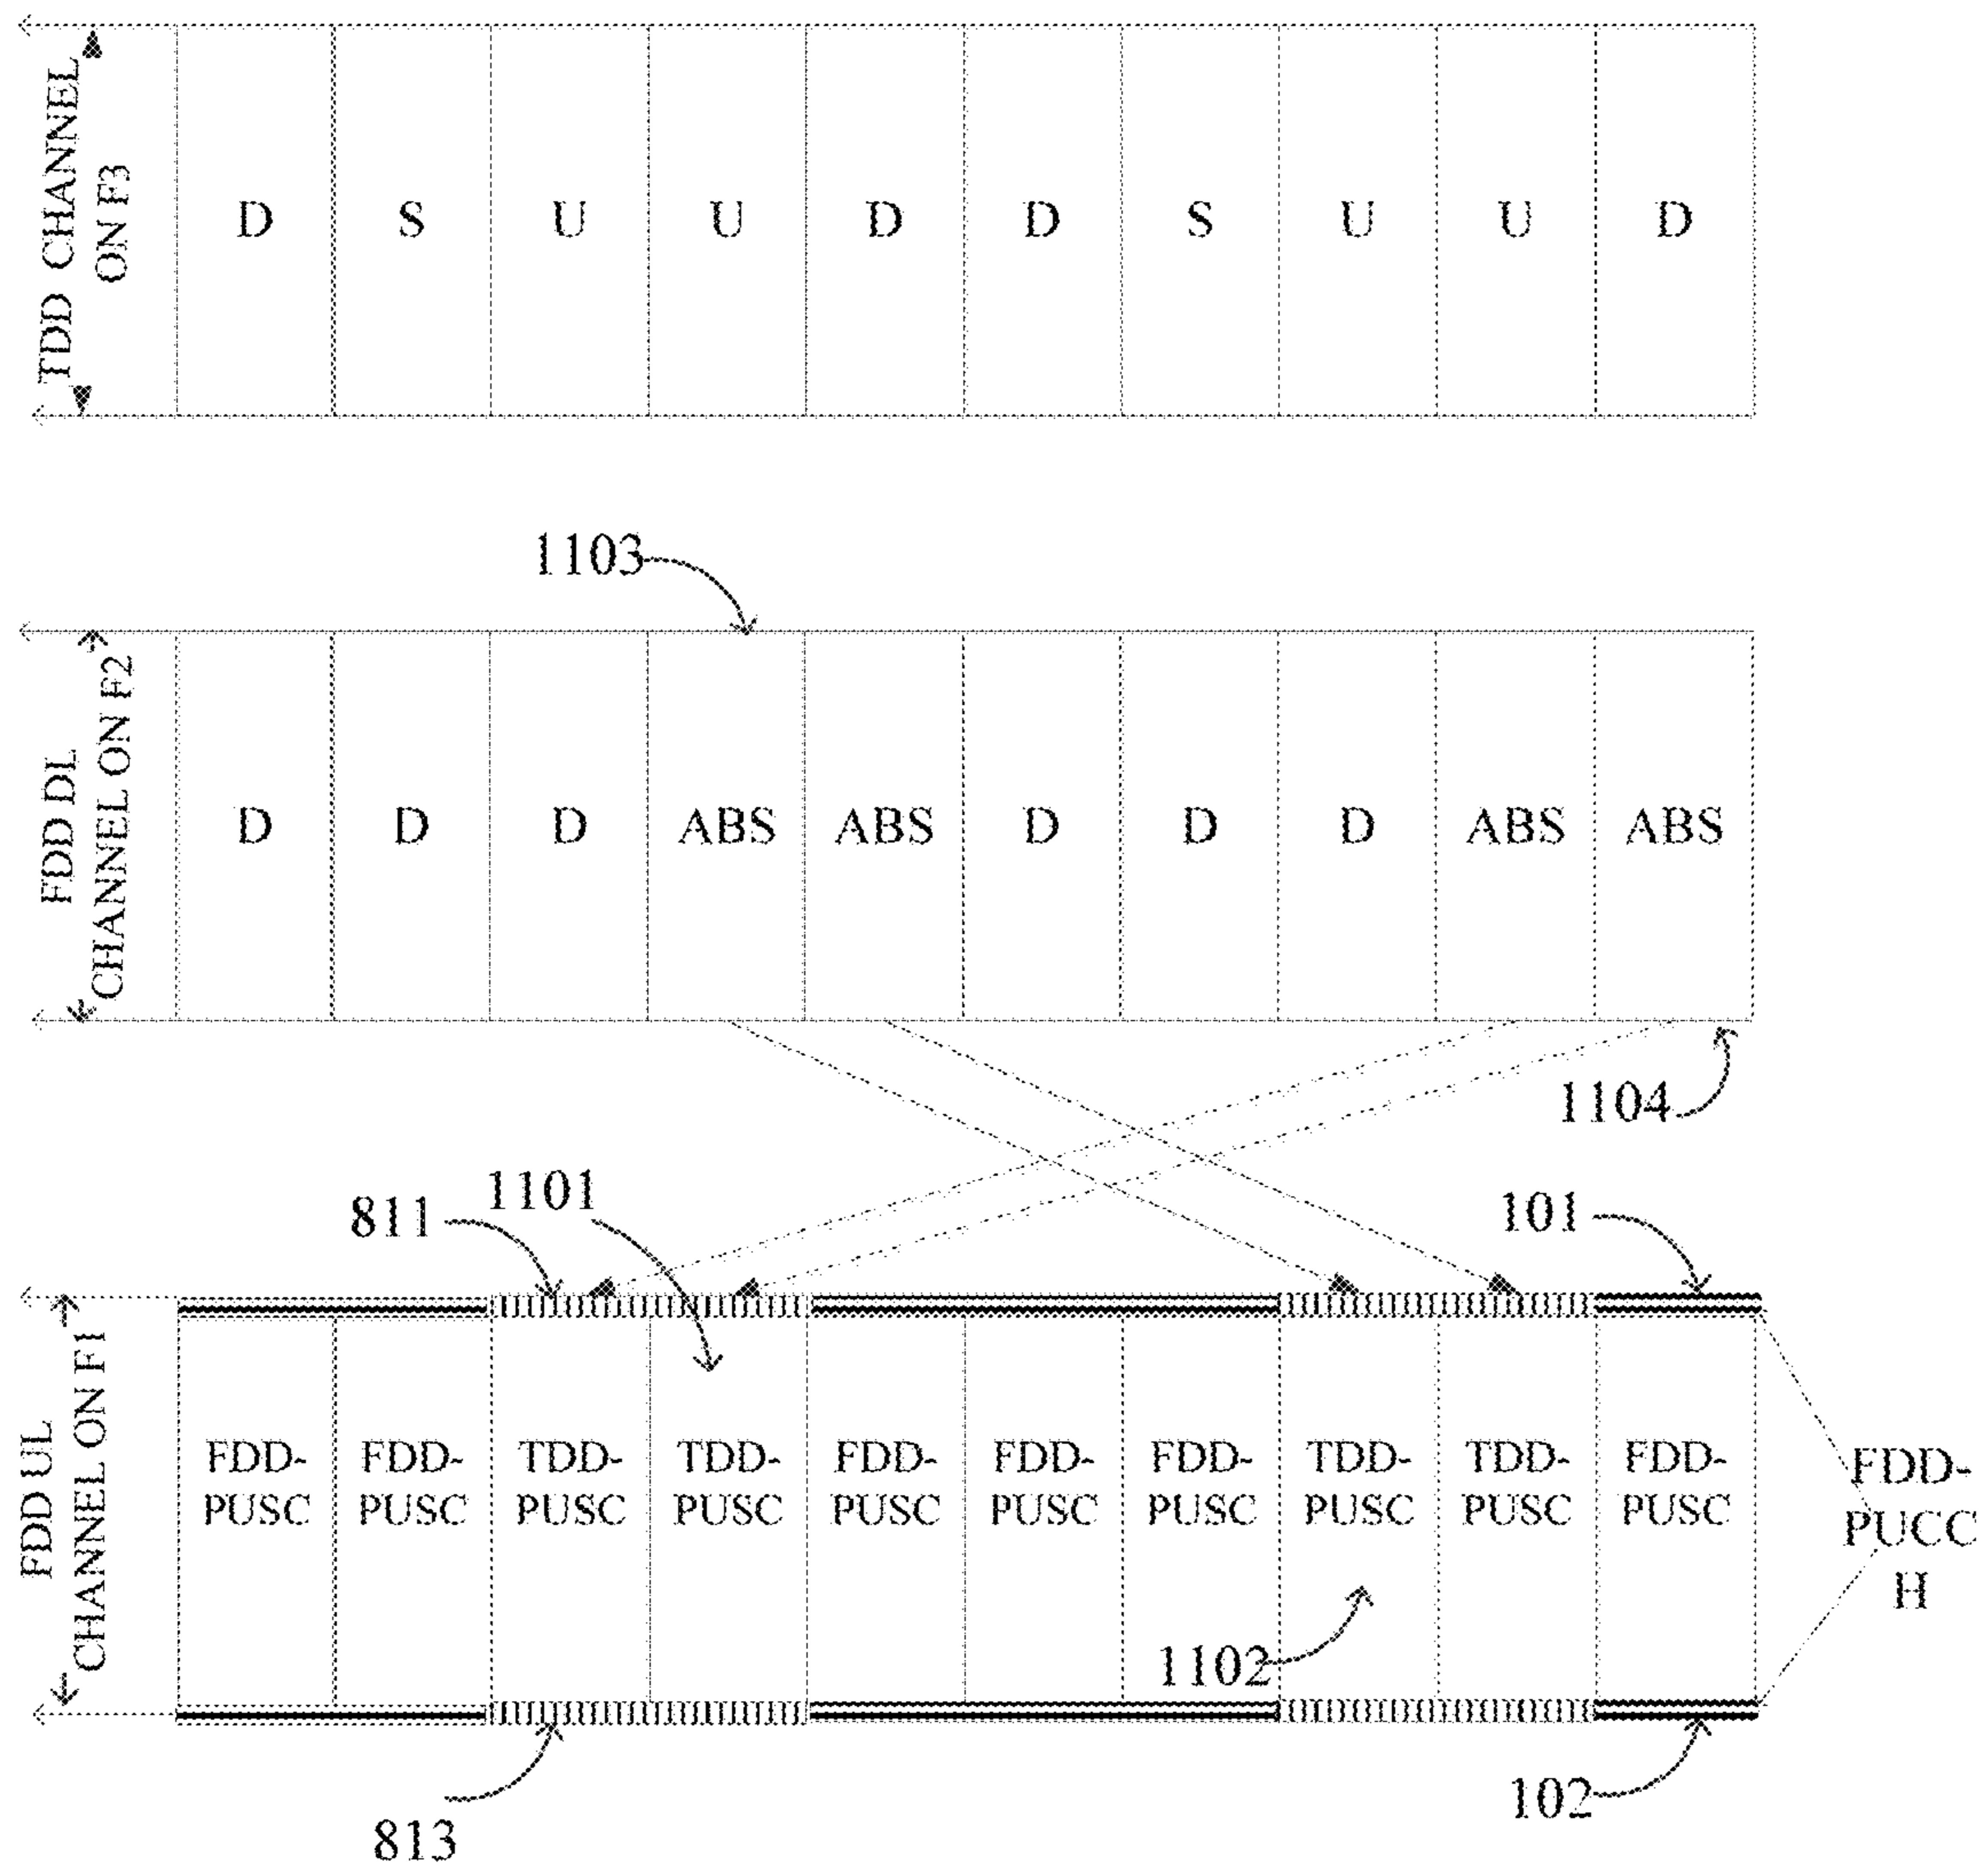 TDD CHANNEL
ON F3
D S U U D D S U U D
1103
FDD DL
CHANNEL ON F2
D D D ABS ABS D D D ABS ABS
1104
811 1101 101
FDD UL
CHANNEL ON F1
FDD- FDD- TDD- TDD- FDD- FDD- FDD- TDD- TDD- FDD-
PUSC PUSC PUSC PUSC PUSC PUSC PUSC PUSC PUSC PUSC
FDD-
PUCC
H
1102
102
813